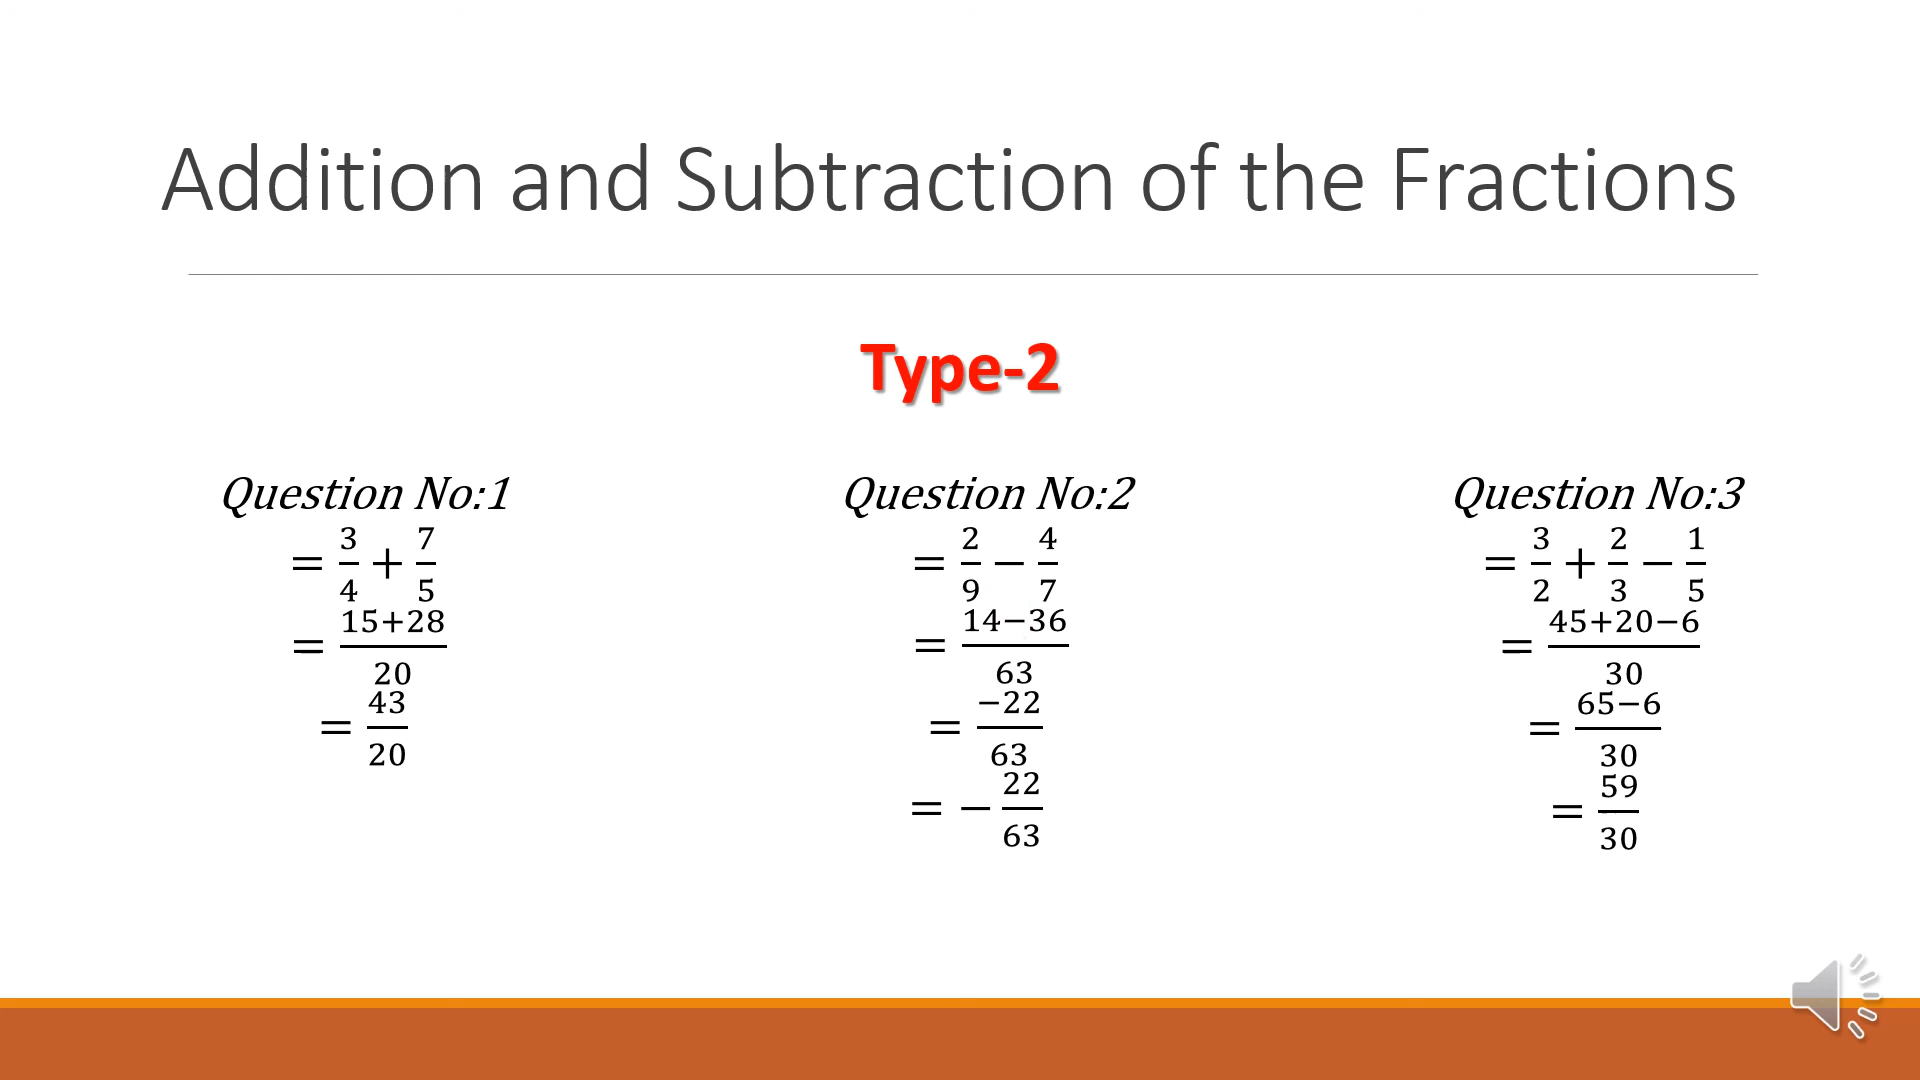 Addition and Subtraction of the Fractions
Type-2
Question No:1
= 3/4 + 7/5
= 15+28/20
= 43/20
Question No:2
= 2/9 − 4/7
= 14−36/63
= −22/63
= − 22/63
Question No:3
= 3/2 + 2/3 − 1/5
= 45+20−6/30
= 65−6/30
= 59/30